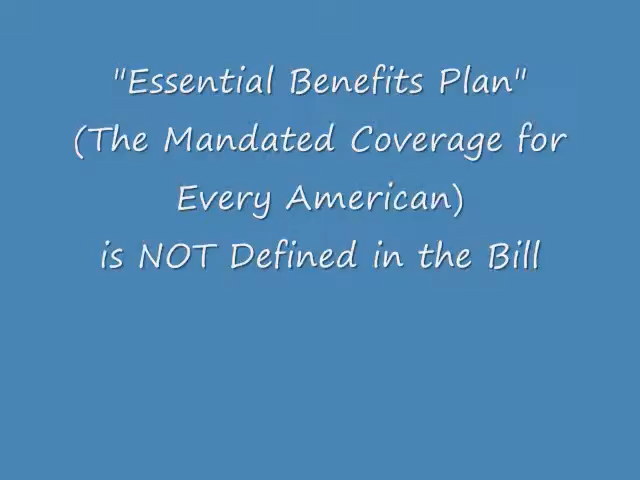 "Essential Benefits Plan"
(The Mandated Coverage for
Every American)
is NOT Defined in the Bill